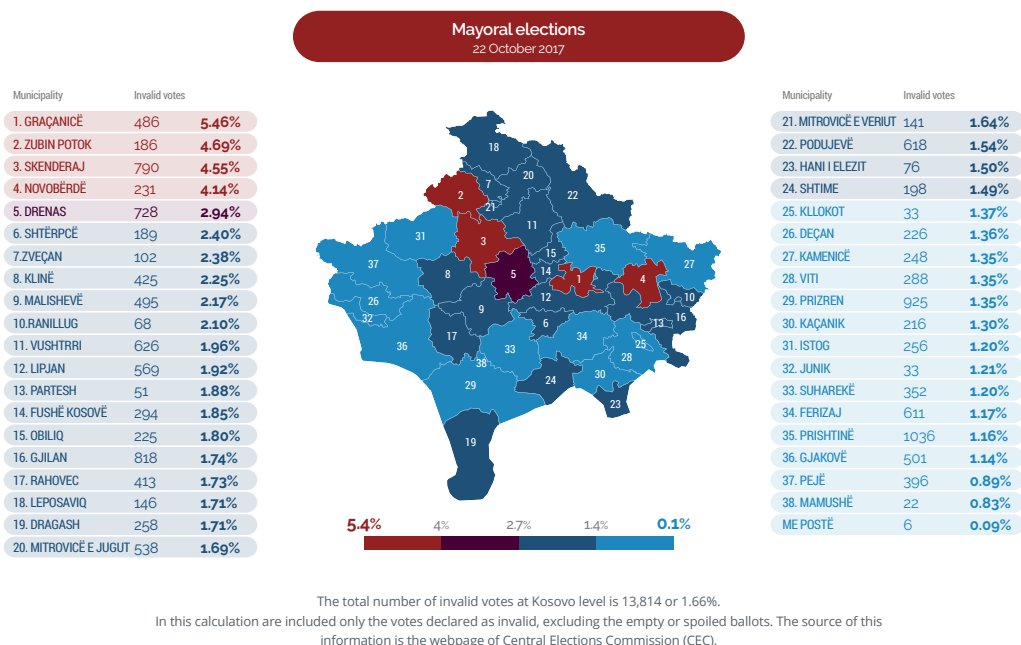 Mayoral elections
22 October 2017
Municipality Invalid votes
1. GRAÇANICË 486 5.46%
2. ZUBIN POTOK 186 4.69%
3. SKENDERAJ 790 4.55%
4. NOVOBËRDË 231 4.14%
5. DRENAS 728 2.94%
6. SHTËRPCË 189 2.40%
7.ZVEÇAN 102 2.38%
8. KLINË 425 2.25%
9. MALISHEVË 495 2.17%
10.RANILLUG 68 2.10%
11. VUSHTRRI 626 1.96%
12. LIPJAN 569 1.92%
13. PARTESH 51 1.88%
14. FUSHË KOSOVË 294 1.85%
15. OBILIQ 225 1.80%
16. GJILAN 818 1.74%
17. RAHOVEC 413 1.73%
18. LEPOSAVIQ 146 1.71%
19. DRAGASH 258 1.71%
20. MITROVICË E JUGUT 538 1.69%
18
20
7
2
21
22
3
11
31
35
15
37
3
27
5
14
8
1
4
12
10
26
9
32
6
16
13
17
34
36
33
25
28
38
30
29
24
23
19
5.4% 4% 2.7% 1.4% 0.1%
Municipality Invalid votes
21. MITROVICË E VERIUT 141 1.64%
22. PODUJEVË 618 1.54%
23. HANI I ELEZIT 76 1.50%
24. SHTIME 198 1.49%
25. KLLOKOT 33 1.37%
26. DEÇAN 226 1.36%
27. KAMENICË 248 1.35%
28. VITI 288 1.35%
29. PRIZREN 925 1.35%
30. KAÇANIK 216 1.30%
31. ISTOG 256 1.20%
32. JUNIK 33 1.21%
33. SUHAREKË 352 1.20%
34. FERIZAJ 611 1.17%
35. PRISHTINË 1036 1.16%
36. GJAKOVË 501 1.14%
37. PEJË 396 0.89%
38. MAMUSHË 22 0.83%
ME POSTË 6 0.09%
The total number of invalid votes at Kosovo level is 13,814 or 1.66%.
In this calculation are included only the votes declared as invalid, excluding the empty or spoiled ballots. The source of this
information is the webpage of Central Elections Commission (CEC).